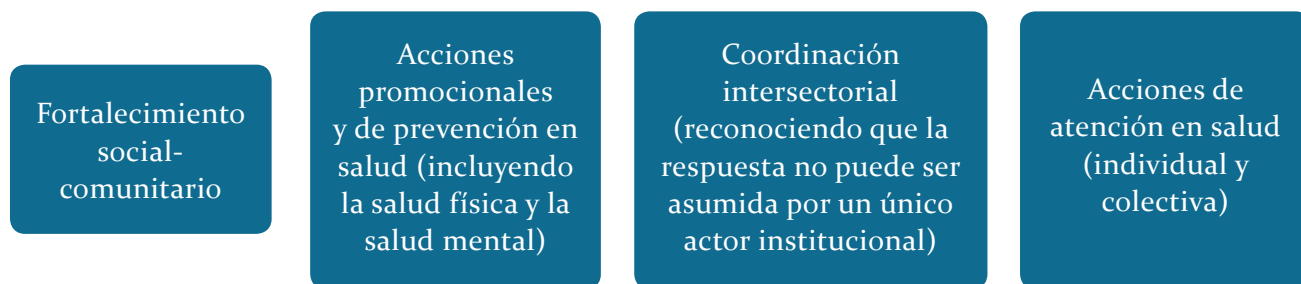 Fortalecimiento
social-
comunitario
Acciones
promocionales
y de prevención en
salud (incluyendo
la salud física y la
salud mental)
Coordinación
intersectorial
(reconociendo que la
respuesta no puede ser
asumida por un único
actor institucional)
Acciones de
atención en salud
(individual y
colectiva)